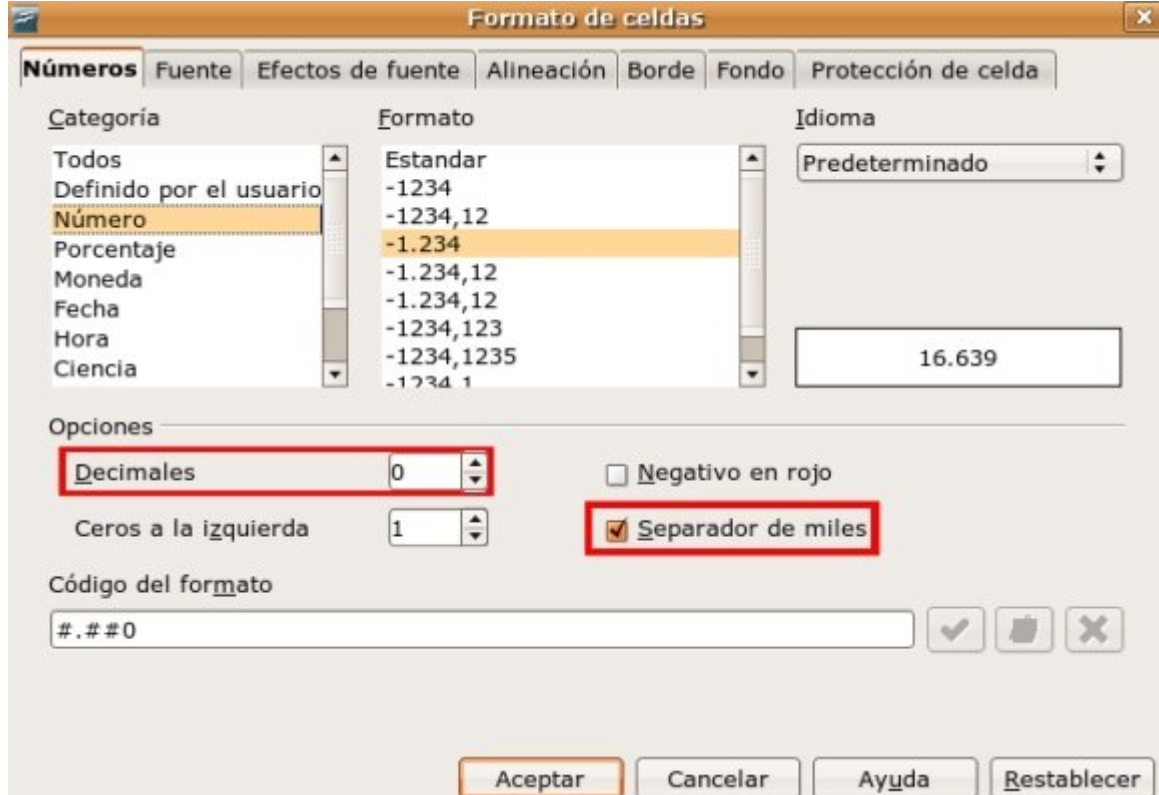 Formato de celdas
Números Fuente Efectos de fuente Alineación Borde Fondo Protección de celda
Categoría
Todos
Definido por el usuario
Número
Porcentaje
Moneda
Fecha
Hora
Ciencia
Formato
Estandar
-1234
-1234,12
-1.234
-1.234,12
-1.234,12
-1234,123
-1234,1235
-1234,1
Idioma
Predeterminado
16.639
Opciones
Decimales 0
Negativo en rojo
Ceros a la izquierda 1
Separador de miles
Código del formato
#.##0
Aceptar Cancelar Ayuda Restablecer